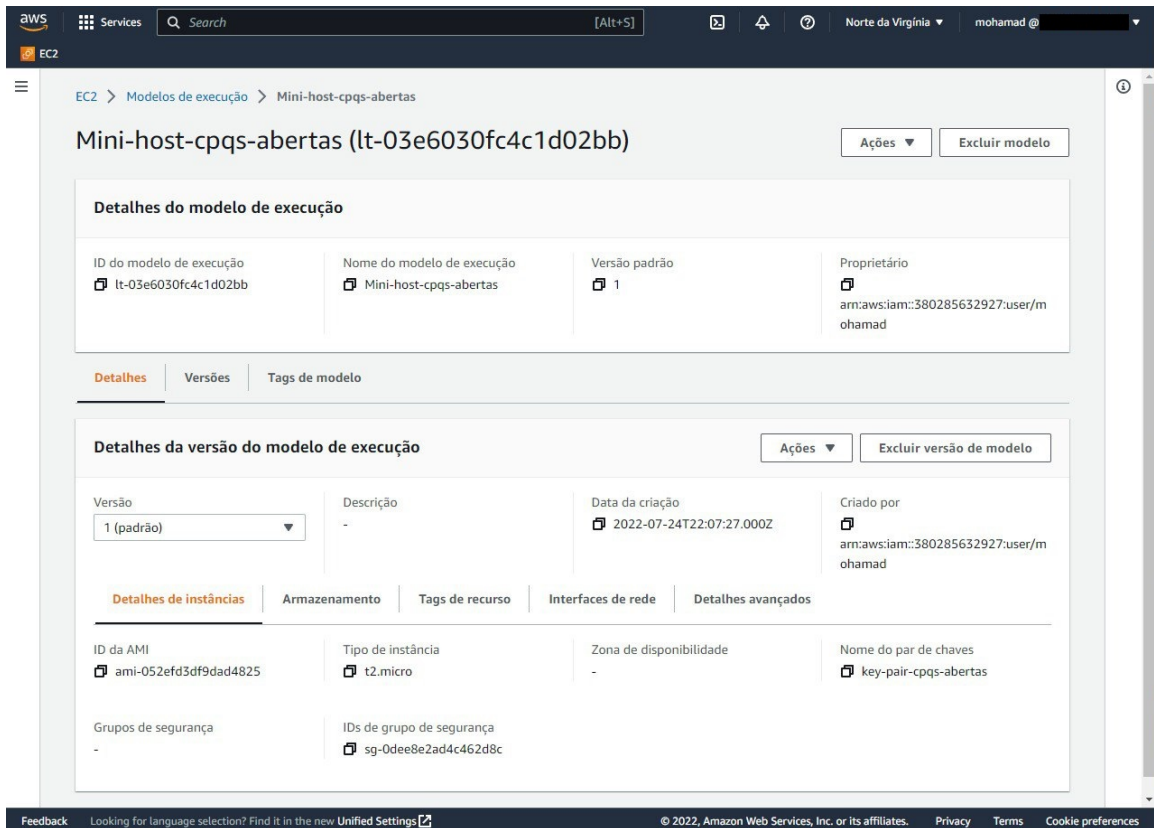 aws Services Search [Alt+S] Norte da Virgínia mohamad @
EC2
EC2 > Modelos de execução > Mini-host-cpqs-abertas
Mini-host-cpqs-abertas (lt-03e6030fc4c1d02bb) Ações Excluir modelo
Detalhes do modelo de execução
ID do modelo de execução Nome do modelo de execução Versão padrão Proprietário
lt-03e6030fc4c1d02bb Mini-host-cpqs-abertas 1
arn:aws:iam::380285632927:user/m
ohamad
Detalhes Versões Tags de modelo
Detalhes da versão do modelo de execução Ações Excluir versão de modelo
Versão Descrição Data da criação Criado por
1 (padrão) - 2022-07-24T22:07:27.000Z
arn:aws:iam::380285632927:user/m
ohamad
Detalhes de instâncias Armazenamento Tags de recurso Interfaces de rede Detalhes avançados
ID da AMI Tipo de instância Zona de disponibilidade Nome do par de chaves
ami-052efd3df9dad4825 t2.micro - key-pair-cpqs-abertas
Grupos de segurança IDs de grupo de segurança
- sg-0dee8e2ad4c462d8c
Feedback Looking for language selection? Find it in the new Unified Settings © 2022, Amazon Web Services, Inc. or its affiliates. Privacy Terms Cookie preferences